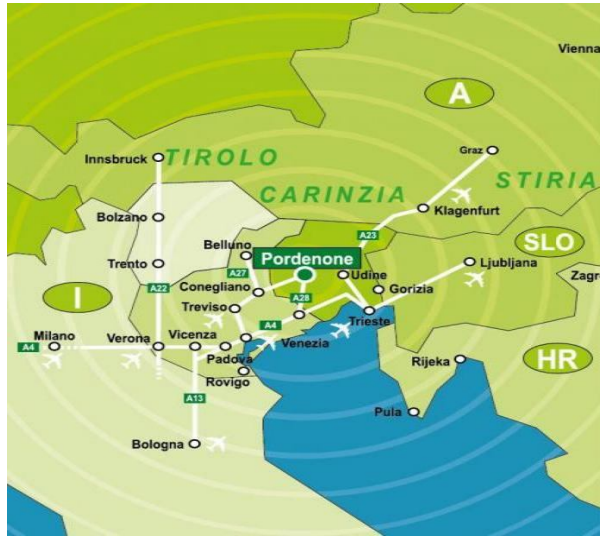 Vienna
A
Graz
Innsbruck
TIROLO
STIRIA
CARINZIA
Klagenfurt
Bolzano
A23
SLO
Belluno
Pordenone
Ljubljana
Trento
A27
Udine
Zagre
Conegliano
Gorizia
I
A22
A28
Treviso
Trieste
Milano
Verona
Vicenza
A4
Venezia
A4
Padova
Rijeka
HR
Rovigo
A13
Pula
Bologna